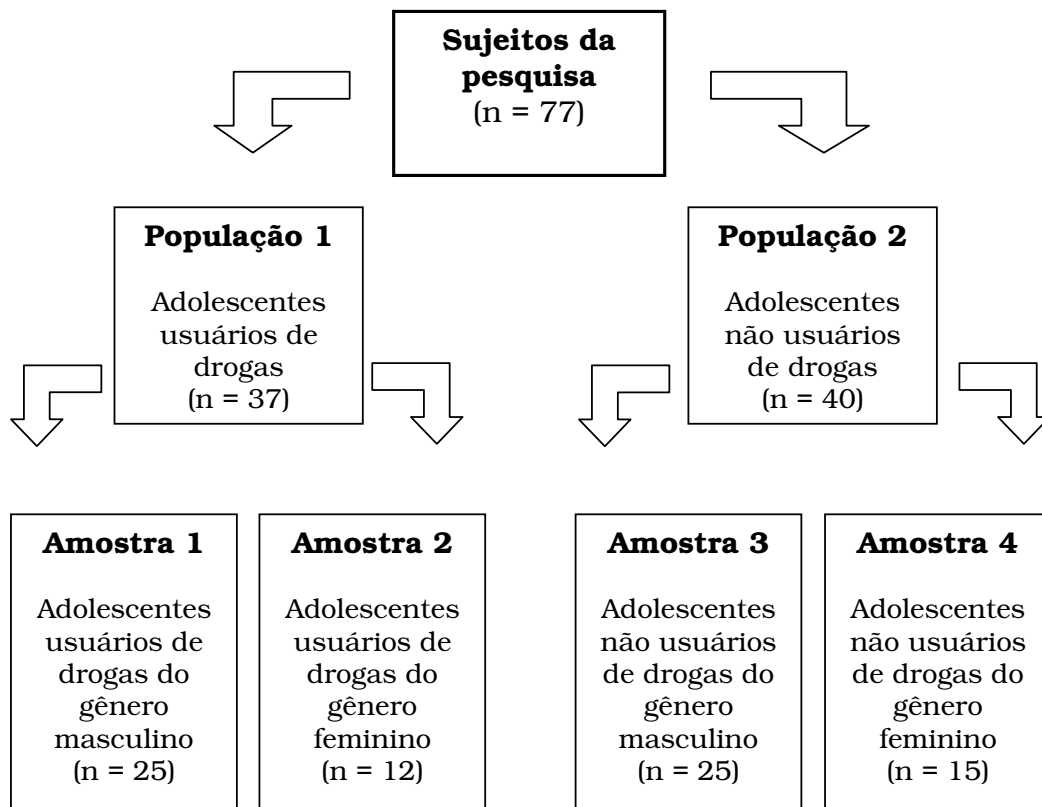 Sujeitos da
pesquisa
(n = 77)
População 1
Adolescentes
usuários de
drogas
(n = 37)
População 2
Adolescentes
não usuários
de drogas
(n = 40)
Amostra 1
Adolescentes
usuários de
drogas do
gênero
masculino
(n = 25)
Amostra 2
Adolescentes
usuários de
drogas do
gênero
feminino
(n = 12)
Amostra 3
Adolescentes
não usuários
de drogas do
gênero
masculino
(n = 25)
Amostra 4
Adolescentes
não usuários
de drogas do
gênero
feminino
(n = 15)